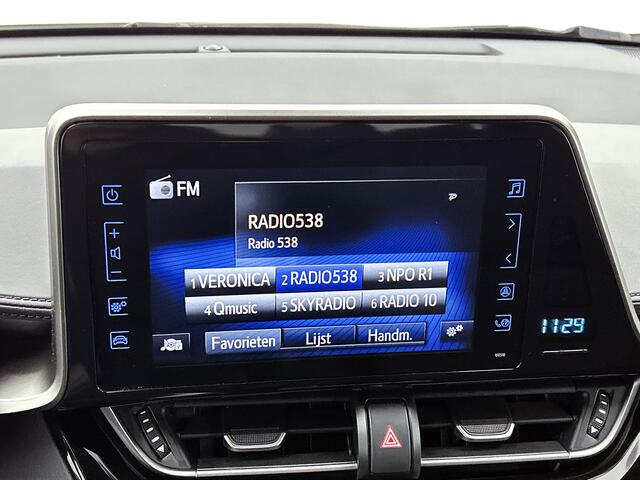 FM
RADIO538
Radio 538
1 VERONICA 2 RADIO538 3 NPO R1
4 Qmusic 5 SKYRADIO 6 RADIO 10
Favorieten Lijst Handm.
11:29